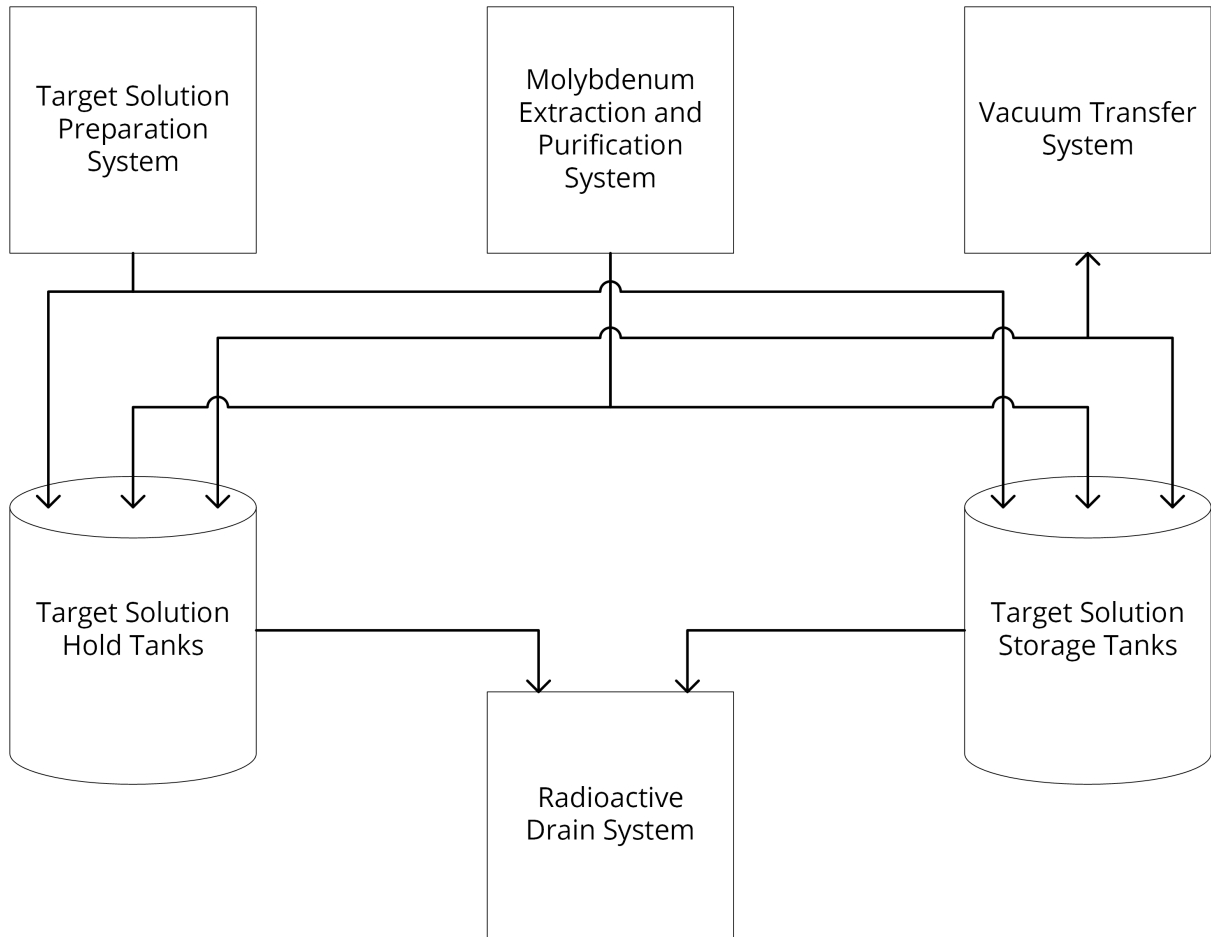 Target Solution
Preparation
System
Molybdenum
Extraction and
Purification
System
Vacuum Transfer
System
Target Solution
Hold Tanks
Target Solution
Storage Tanks
Radioactive
Drain System